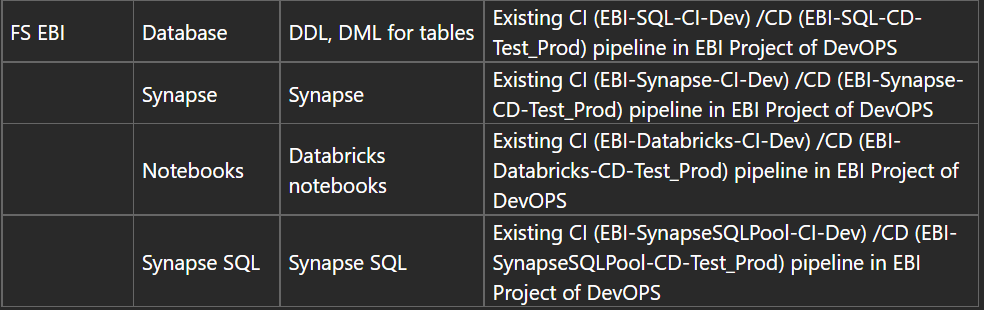 FS EBI
Database
DDL, DML for tables
Existing CI (EBI-SQL-CI-Dev) /CD (EBI-SQL-CD-
Test_Prod) pipeline in EBI Project of DevOPS
Synapse
Synapse
Existing CI (EBI-Synapse-CI-Dev) /CD (EBI-Synapse-
CD-Test_Prod) pipeline in EBI Project of DevOPS
Notebooks
Databricks
notebooks
Existing CI (EBI-Databricks-CI-Dev) /CD (EBI-
Databricks-CD-Test_Prod) pipeline in EBI Project of
DevOPS
Synapse SQL
Synapse SQL
Existing CI (EBI-SynapseSQLPool-CI-Dev) /CD (EBI-
SynapseSQLPool-CD-Test_Prod) pipeline in EBI
Project of DevOPS